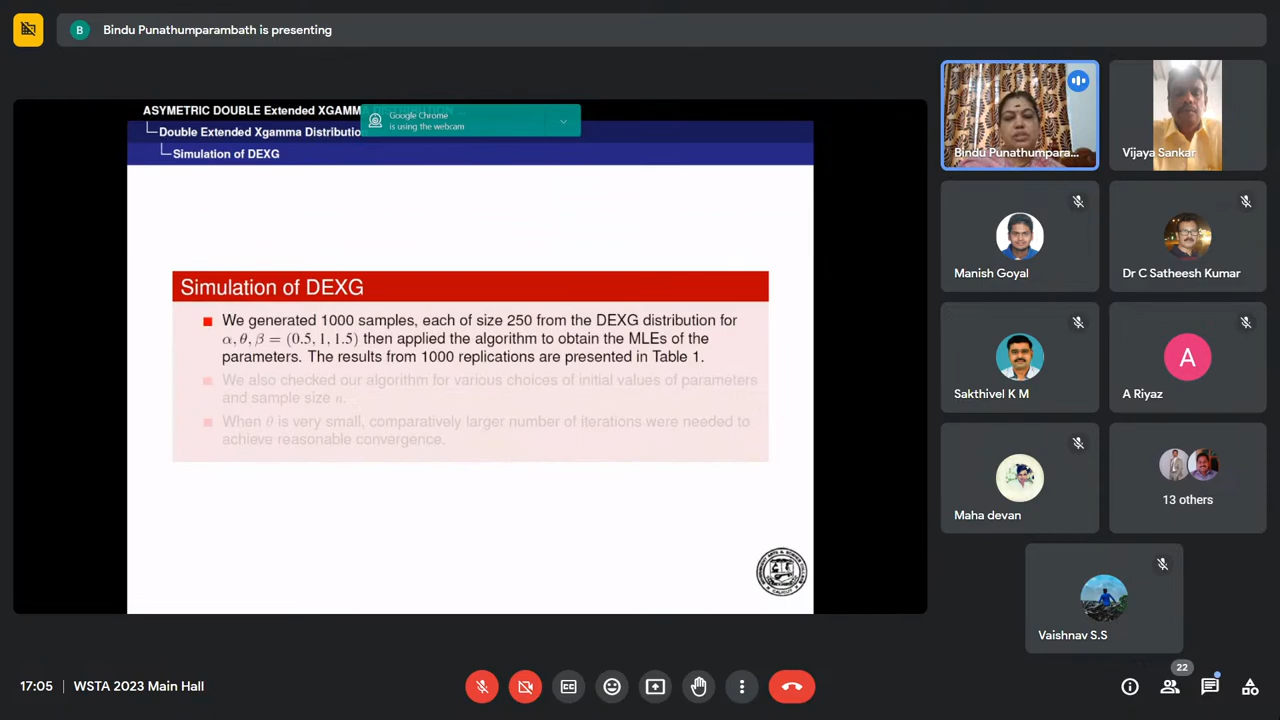 B Bindu Punathumparambath is presenting
ASYMETRIC DOUBLE Extended XGAMMA DISTRIBUTION...
Google Chrome
is using the webcam
Double Extended Xgamma Distributio
Simulation of DEXG
Simulation of DEXG
We generated 1000 samples, each of size 250 from the DEXG distribution for
α, θ, β = (0.5, 1, 1.5) then applied the algorithm to obtain the MLEs of the
parameters. The results from 1000 replications are presented in Table 1.
We also checked our algorithm for various choices of initial values of parameters
and sample size n.
When θ is very small, comparatively larger number of iterations were needed to
achieve reasonable convergence.
Bindu Punathumpara...
Vijaya Sankar
Manish Goyal
Dr C Satheesh Kumar
Sakthivel K M
A
A Riyaz
Maha devan
13 others
Vaishnav S.S
17:05 | WSTA 2023 Main Hall
22